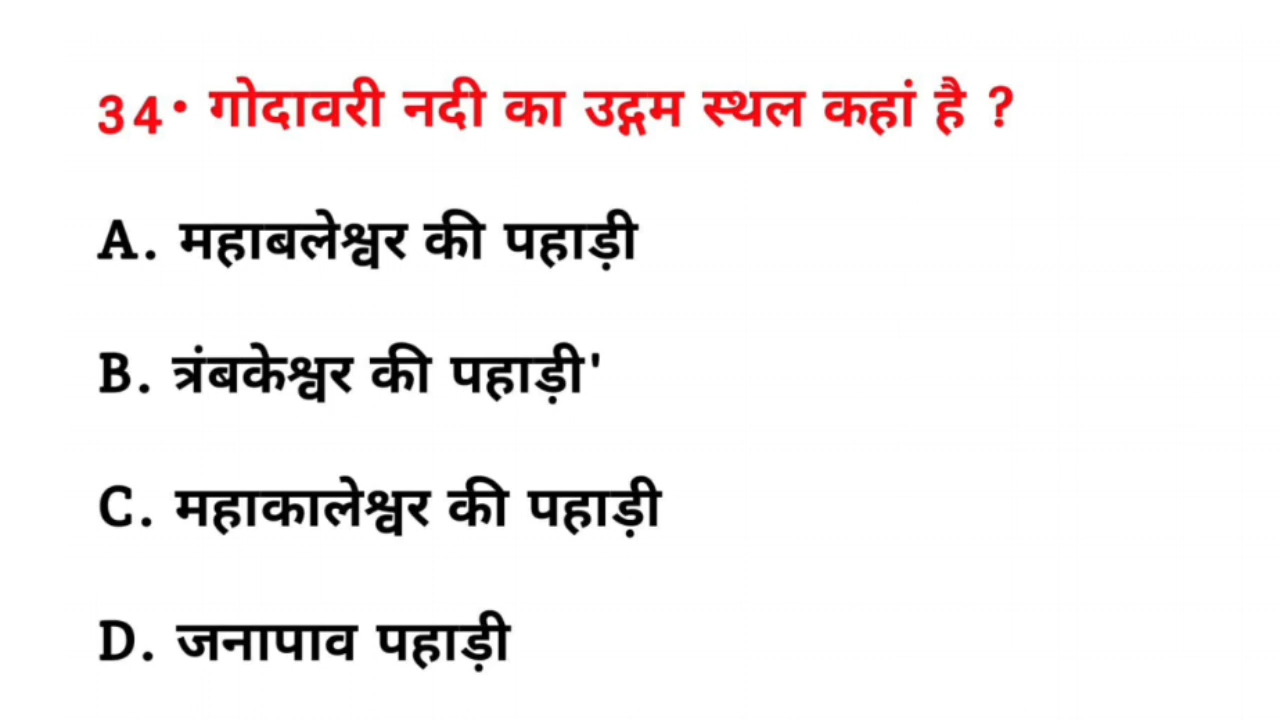 34• गोदावरी नदी का उद्गम स्थल कहां है ?
A. महाबलेश्वर की पहाड़ी
B. त्रंबकेश्वर की पहाड़ी'
C. महाकालेश्वर की पहाड़ी
D. जनापाव पहाड़ी